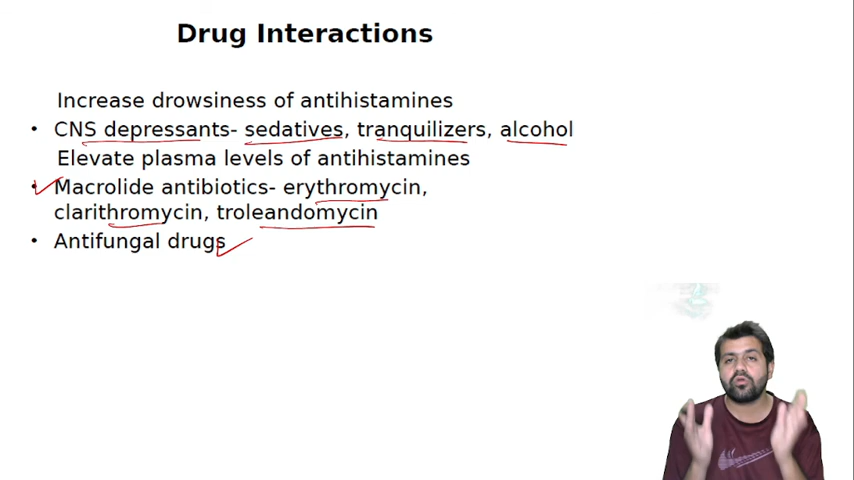 Drug Interactions
Increase drowsiness of antihistamines
• CNS depressants- sedatives, tranquilizers, alcohol
Elevate plasma levels of antihistamines
• Macrolide antibiotics- erythromycin,
clarithromycin, troleandomycin
• Antifungal drugs